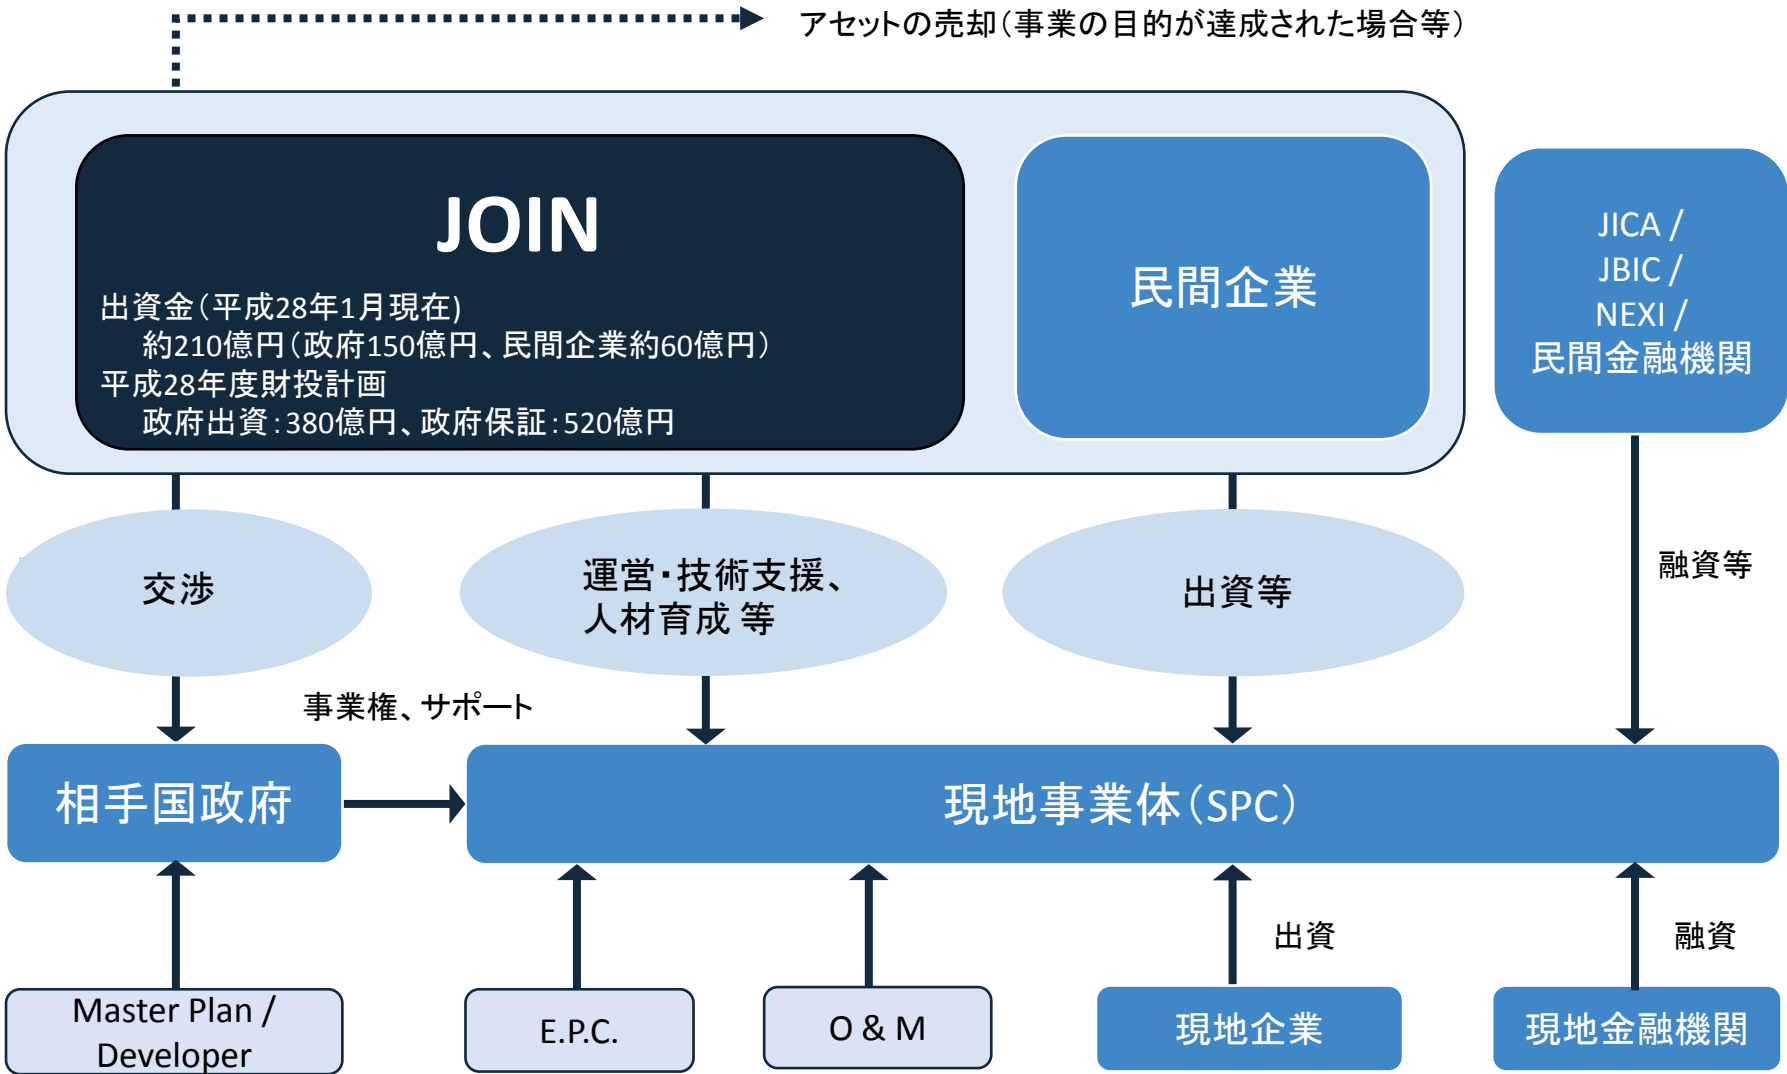 アセットの売却（事業の目的が達成された場合等）
JOIN
出資金（平成28年1月現在)
約210億円（政府150億円、民間企業約60億円）
平成28年度財投計画
政府出資：380億円、政府保証：520億円
民間企業
JICA /
JBIC /
NEXI /
民間金融機関
交渉
運営・技術支援、
人材育成 等
出資等
融資等
事業権、サポート
相手国政府
現地事業体（SPC）
出資
融資
Master Plan /
Developer
E.P.C.
O & M
現地企業
現地金融機関